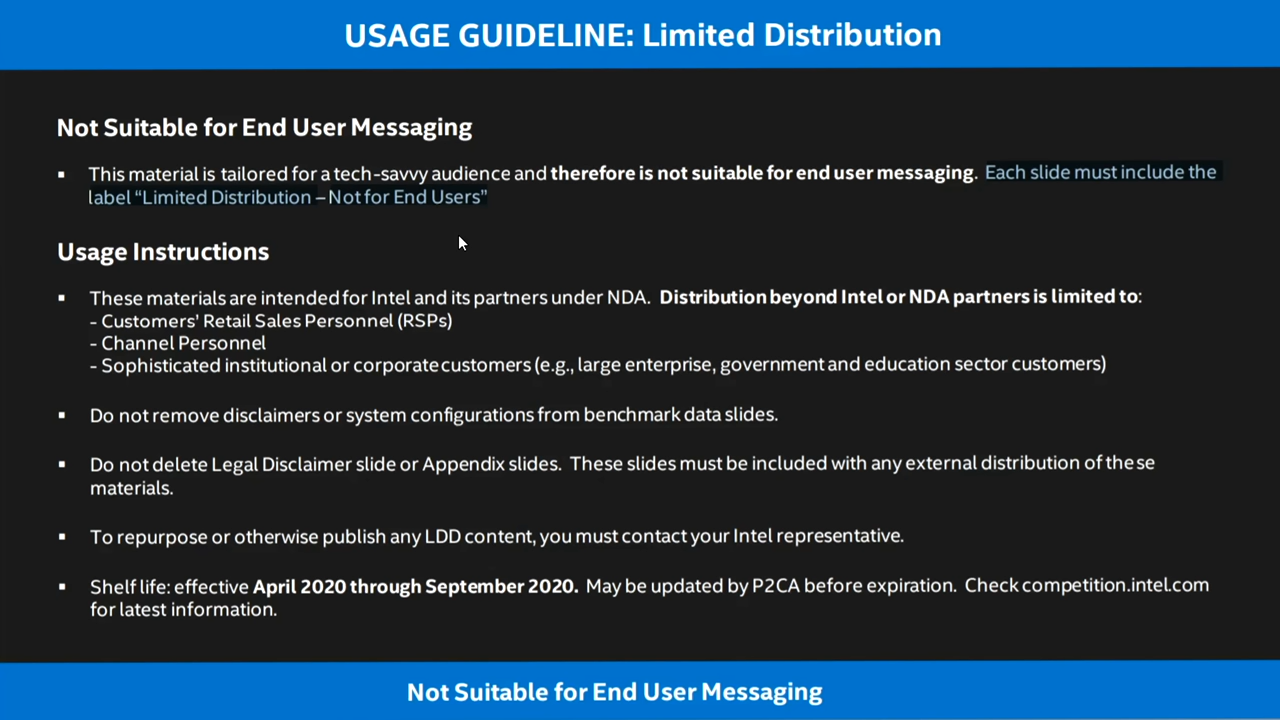 USAGE GUIDELINE: Limited Distribution
Not Suitable for End User Messaging
▪ This material is tailored for a tech-savvy audience and therefore is not suitable for end user messaging. Each slide must include the
label “Limited Distribution – Not for End Users”
Usage Instructions
▪ These materials are intended for Intel and its partners under NDA. Distribution beyond Intel or NDA partners is limited to:
- Customers’ Retail Sales Personnel (RSPs)
- Channel Personnel
- Sophisticated institutional or corporate customers (e.g., large enterprise, government and education sector customers)
▪ Do not remove disclaimers or system configurations from benchmark data slides.
▪ Do not delete Legal Disclaimer slide or Appendix slides. These slides must be included with any external distribution of these
materials.
▪ To repurpose or otherwise publish any LDD content, you must contact your Intel representative.
▪ Shelf life: effective April 2020 through September 2020. May be updated by P2CA before expiration. Check competition.intel.com
for latest information.
Not Suitable for End User Messaging